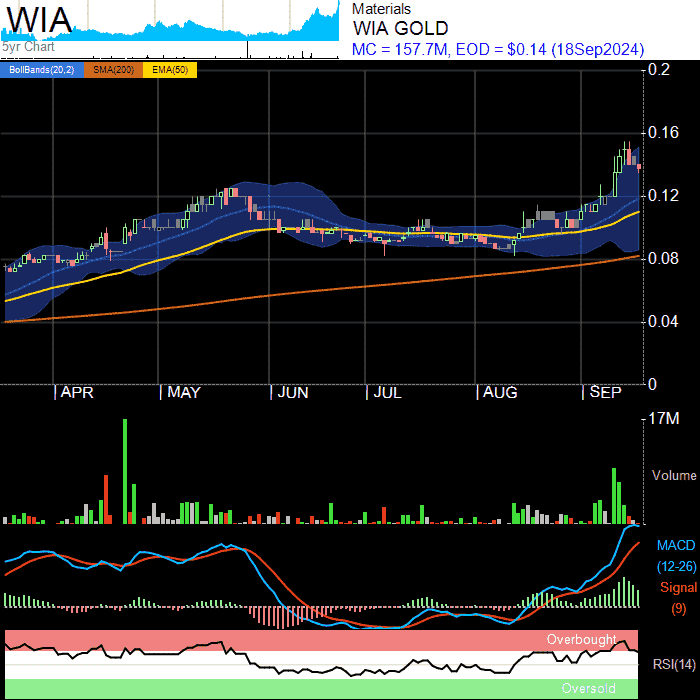 WIA
5yr Chart
Materials
WIA GOLD
MC = 157.7M, EOD = $0.14 (18Sep2024)
BollBands(20,2) SMA(200) EMA(50)
0.2
0.16
0.12
0.08
0.04
0
APR MAY JUN JUL AUG SEP
17M
Volume
MACD
(12-26)
Signal
(9)
Overbought
RSI(14)
Oversold